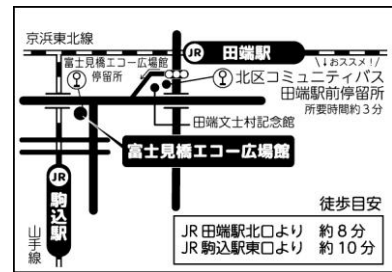 京浜東北線
JR 田端駅
\↓おススメ!/
富士見橋エコー広場館
停留所
北区コミュニティバス
田端駅前停留所
所要時間約3分
田端文士村記念館
富士見橋エコー広場館
JR 駒込駅
山手線
徒歩目安
JR田端駅北口より 約8分
JR駒込駅東口より 約10分